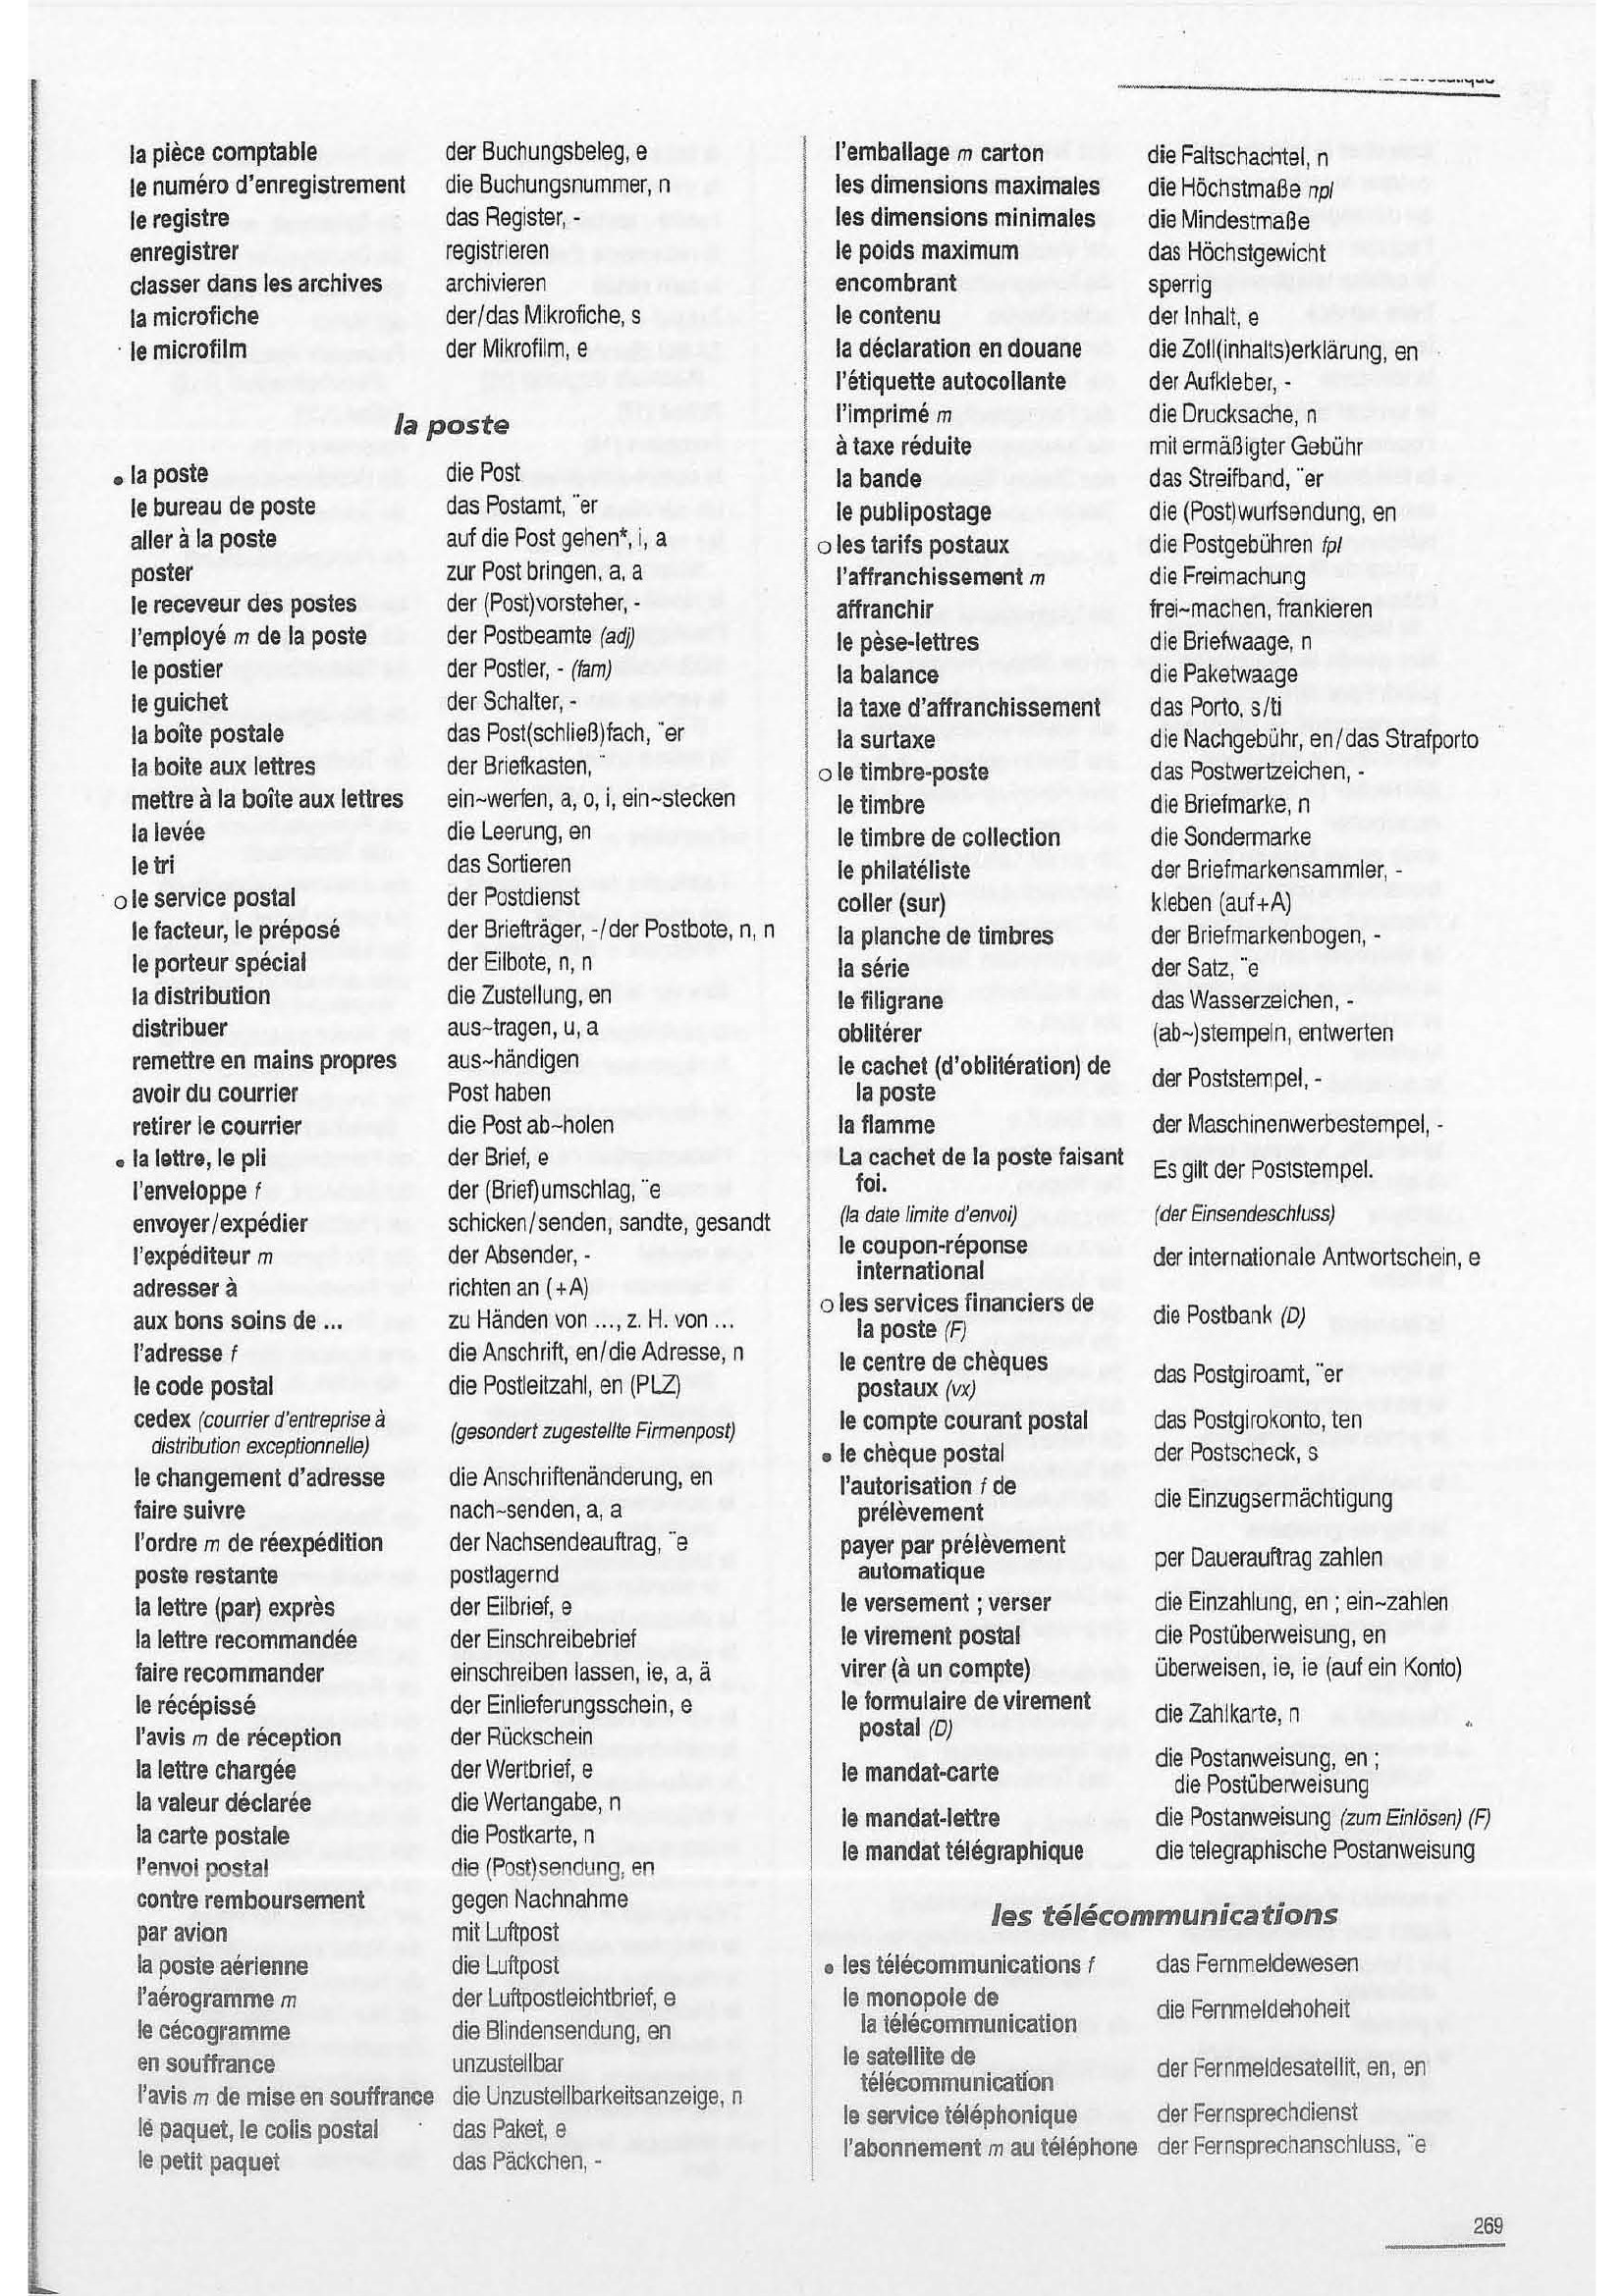 la pièce comptable der Buchungsbeleg, e
le numéro d'enregistrement die Buchungsnummer, n
le registre das Register, -
enregistrer registrieren
classer dans les archives archivieren
la microfiche der/das Mikrofiche, s
le microfilm der Mikrofilm, e
la poste
• la poste die Post
le bureau de poste das Postamt, ¨er
aller à la poste auf die Post gehen*, i, a
poster zur Post bringen, a, a
le receveur des postes der (Post)vorsteher, -
l'employé m de la poste der Postbeamte (adj)
le postier der Postler, - (fam)
le guichet der Schalter, -
la boîte postale das Post(schließ)fach, ¨er
la boite aux lettres der Briefkasten, ¨
mettre à la boîte aux lettres ein~werfen, a, o, i, ein~stecken
la levée die Leerung, en
le tri das Sortieren
o le service postal der Postdienst
le facteur, le préposé der Briefträger, -/der Postbote, n, n
le porteur spécial der Eilbote, n, n
la distribution die Zustellung, en
distribuer aus~tragen, u, a
remettre en mains propres aus~händigen
avoir du courrier Post haben
retirer le courrier die Post ab~holen
• la lettre, le pli der Brief, e
l'enveloppe f der (Brief)umschlag, ¨e
envoyer/expédier schicken/senden, sandte, gesandt
l'expéditeur m der Absender, -
adresser à richten an (+A)
aux bons soins de ... zu Händen von ..., z. H. von ...
l'adresse f die Anschrift, en/die Adresse, n
le code postal die Postleitzahl, en (PLZ)
cedex (courrier d'entreprise à
distribution exceptionnelle) (gesondert zugestellte Firmenpost)
le changement d'adresse die Anschriftenänderung, en
faire suivre nach~senden, a, a
l'ordre m de réexpédition der Nachsendeauftrag, ¨e
poste restante postlagernd
la lettre (par) exprès der Eilbrief, e
la lettre recommandée der Einschreibebrief
faire recommander einschreiben lassen, ie, a, ä
le récépissé der Einlieferungsschein, e
l'avis m de réception der Rückschein
la lettre chargée der Wertbrief, e
la valeur déclarée die Wertangabe, n
la carte postale die Postkarte, n
l'envoi postal die (Post)sendung, en
contre remboursement gegen Nachnahme
par avion mit Luftpost
la poste aérienne die Luftpost
l'aérogramme m der Luftpostleichtbrief, e
le cécogramme die Blindensendung, en
en souffrance unzustellbar
l'avis m de mise en souffrance die Unzustellbarkeitsanzeige, n
le paquet, le colis postal das Paket, e
le petit paquet das Päckchen, -
l'emballage m carton die Faltschachtel, n
les dimensions maximales die Höchstmaße npl
les dimensions minimales die Mindestmaße
le poids maximum das Höchstgewicht
encombrant sperrig
le contenu der Inhalt, e
la déclaration en douane die Zoll(inhalts)erklärung, en
l'étiquette autocollante der Aufkleber, -
l'imprimé m die Drucksache, n
à taxe réduite mit ermäßigter Gebühr
la bande das Streifband, ¨er
le publipostage die (Post)wurfsendung, en
o les tarifs postaux die Postgebühren fpl
l'affranchissement m die Freimachung
affranchir frei~machen, frankieren
le pèse-lettres die Briefwaage, n
la balance die Paketwaage
la taxe d'affranchissement das Porto, s/ti
la surtaxe die Nachgebühr, en/das Strafporto
o le timbre-poste das Postwertzeichen, -
le timbre die Briefmarke, n
le timbre de collection die Sondermarke
le philatéliste der Briefmarkensammler, -
coller (sur) kleben (auf+A)
la planche de timbres der Briefmarkenbogen, -
la série der Satz, ¨e
le filigrane das Wasserzeichen, -
oblitérer (ab~)stempeln, entwerten
le cachet (d'oblitération) de
la poste der Poststempel, -
la flamme der Maschinenwerbestempel, -
La cachet de la poste faisant
foi. Es gilt der Poststempel.
(la date limite d'envoi) (der Einsendeschluss)
le coupon-réponse
international der internationale Antwortschein, e
o les services financiers de
la poste (F) die Postbank (D)
le centre de chèques
postaux (vx) das Postgiroamt, ¨er
le compte courant postal das Postgirokonto, ten
• le chèque postal der Postscheck, s
l'autorisation f de
prélèvement die Einzugsermächtigung
payer par prélèvement
automatique per Dauerauftrag zahlen
le versement ; verser die Einzahlung, en ; ein~zahlen
le virement postal die Postüberweisung, en
virer (à un compte) überweisen, ie, ie (auf ein Konto)
le formulaire de virement
postal (D) die Zahlkarte, n
le mandat-carte die Postanweisung, en ;
die Postüberweisung
le mandat-lettre die Postanweisung (zum Einlösen) (F)
le mandat télégraphique die telegraphische Postanweisung
les télécommunications
• les télécommunications f das Fernmeldewesen
le monopole de
la télécommunication die Fernmeldehoheit
le satellite de
télécommunication der Fernmeldesatellit, en, en
le service téléphonique der Fernsprechdienst
l'abonnement m au téléphone der Fernsprechanschluss, ¨e
269